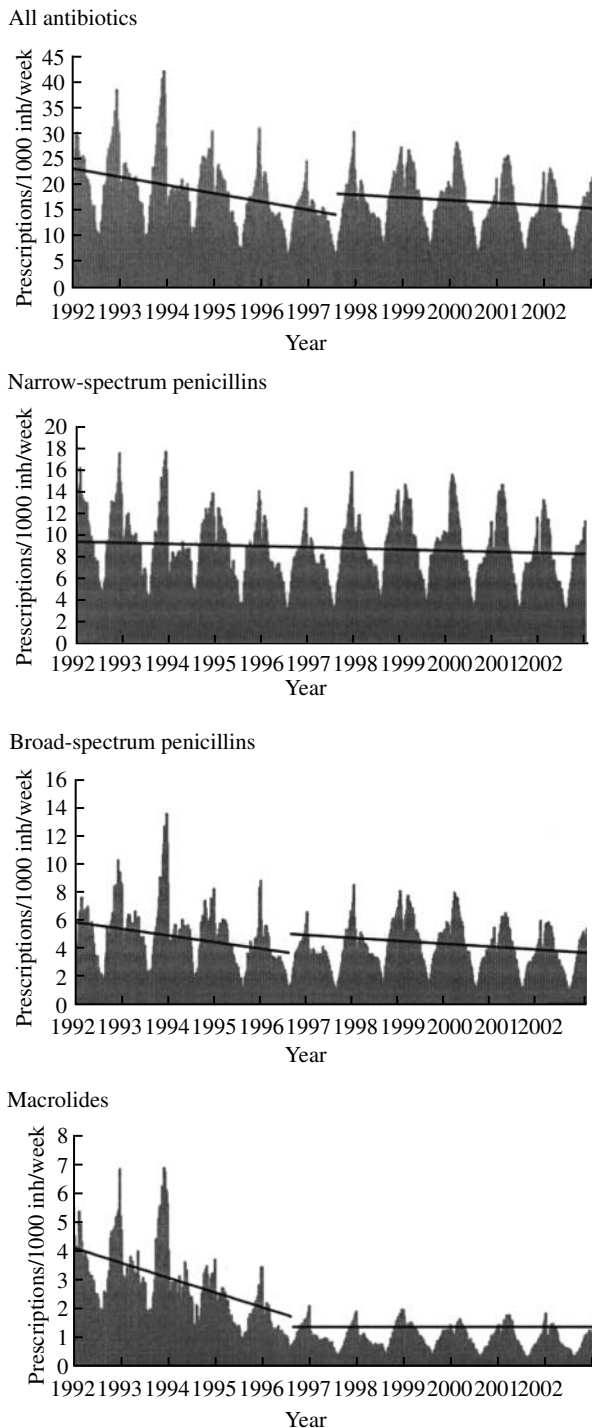 All antibiotics
Prescriptions/1000 inh/week
45
40
35
30
25
20
15
10
5
0
1992 1993 1994 1995 1996 1997 1998 1999 2000 2001 2002
Year
Narrow-spectrum penicillins
Prescriptions/1000 inh/week
20
18
16
14
12
10
8
6
4
2
0
1992 1993 1994 1995 1996 1997 1998 1999 2000 2001 2002
Year
Broad-spectrum penicillins
Prescriptions/1000 inh/week
16
14
12
10
8
6
4
2
0
1992 1993 1994 1995 1996 1997 1998 1999 2000 2001 2002
Year
Macrolides
Prescriptions/1000 inh/week
8
7
6
5
4
3
2
1
0
1992 1993 1994 1995 1996 1997 1998 1999 2000 2001 2002
Year